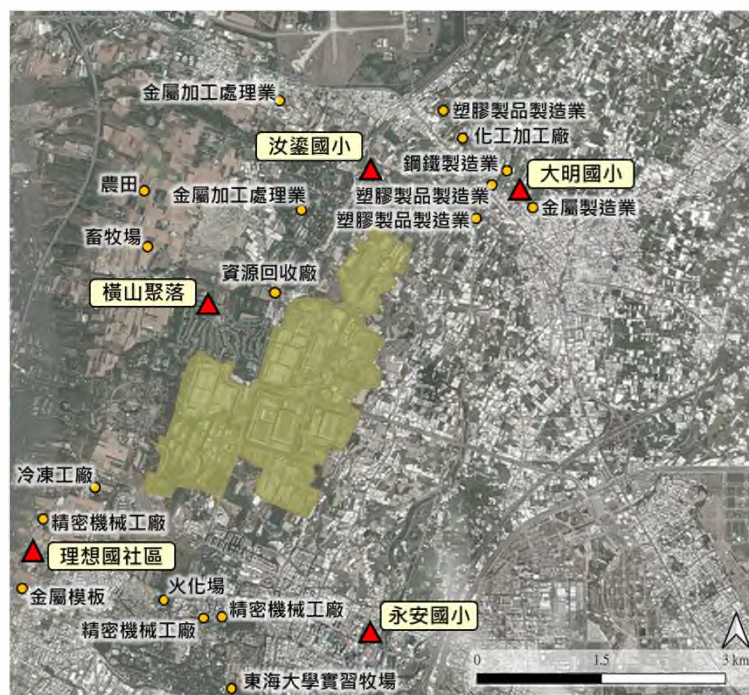 金屬加工處理業
塑膠製品製造業
化工加工廠
汝鎏國小
鋼鐵製造業
大明國小
農田
金屬加工處理業
塑膠製品製造業
金屬製造業
塑膠製品製造業
畜牧場
資源回收廠
橫山聚落
冷凍工廠
精密機械工廠
理想國社區
金屬模板
火化場
精密機械工廠
精密機械工廠
永安國小
東海大學實習牧場
0 1.5 3 km